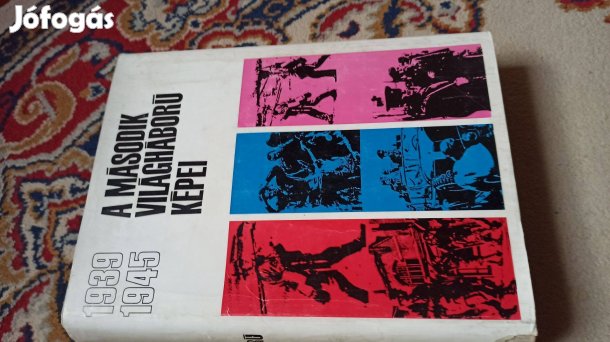 Jófogás
A MÁSODIK
VILÁGHÁBORÚ
KÉPEI
1939
1945